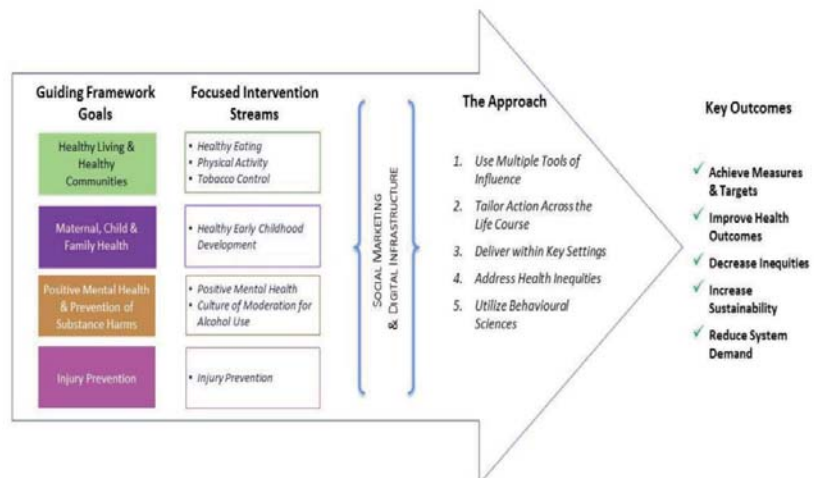 Guiding Framework
Goals
Healthy Living &
Healthy
Communities
Maternal, Child &
Family Health
Positive Mental Health
& Prevention of
Substance Harms
Injury Prevention
Focused Intervention
Streams
• Healthy Eating
• Physical Activity
• Tobacco Control
• Healthy Early Childhood
Development
• Positive Mental Health
• Culture of Moderation for
Alcohol Use
• Injury Prevention
SOCIAL MARKETING
& DIGITAL INFRASTRUCTURE
The Approach
1. Use Multiple Tools of
Influence
2. Tailor Action Across the
Life Course
3. Deliver within Key Settings
4. Address Health Inequities
5. Utilize Behavioural
Sciences
Key Outcomes
✓ Achieve Measures
& Targets
✓ Improve Health
Outcomes
✓ Decrease Inequities
✓ Increase
Sustainability
✓ Reduce System
Demand